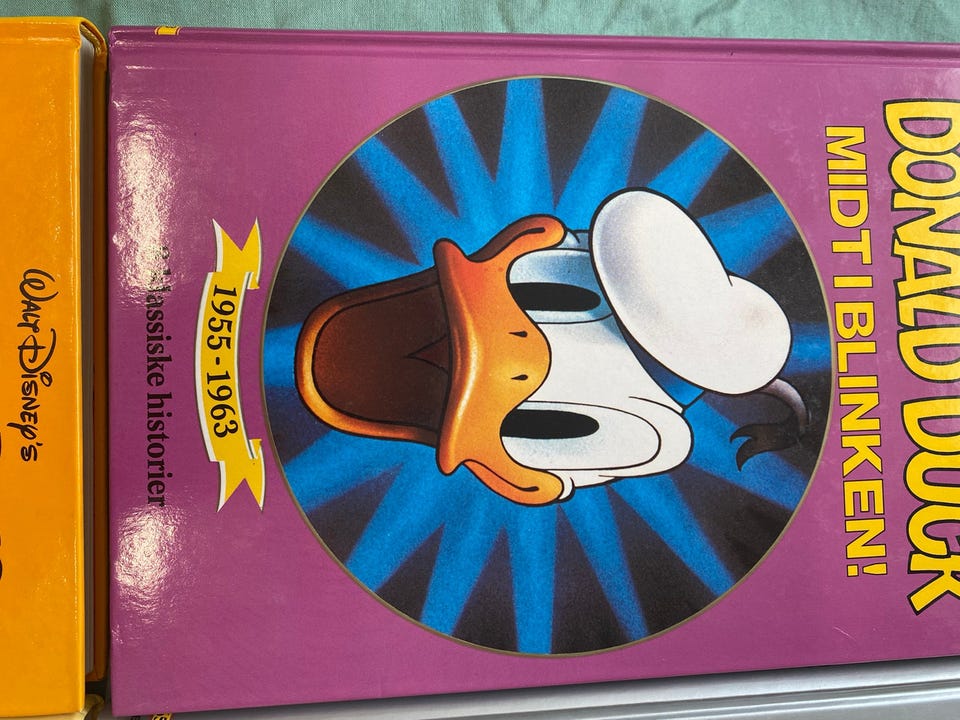 DONALD DUCK
MIDT I BLINKEN!
1955-1963
klassiske historier
WALT DISNEY'S